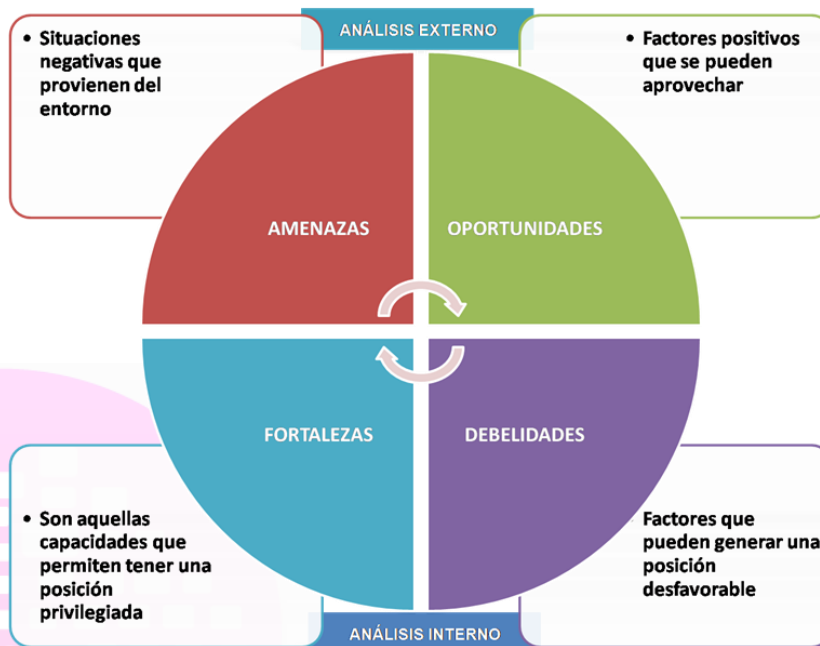 ANÁLISIS EXTERNO
• Situaciones
negativas que
provienen del
entorno
• Factores positivos
que se pueden
aprovechar
AMENAZAS
OPORTUNIDADES
FORTALEZAS
DEBELIDADES
• Son aquellas
capacidades que
permiten tener una
posición
privilegiada
• Factores que
pueden generar una
posición
desfavorable
ANÁLISIS INTERNO